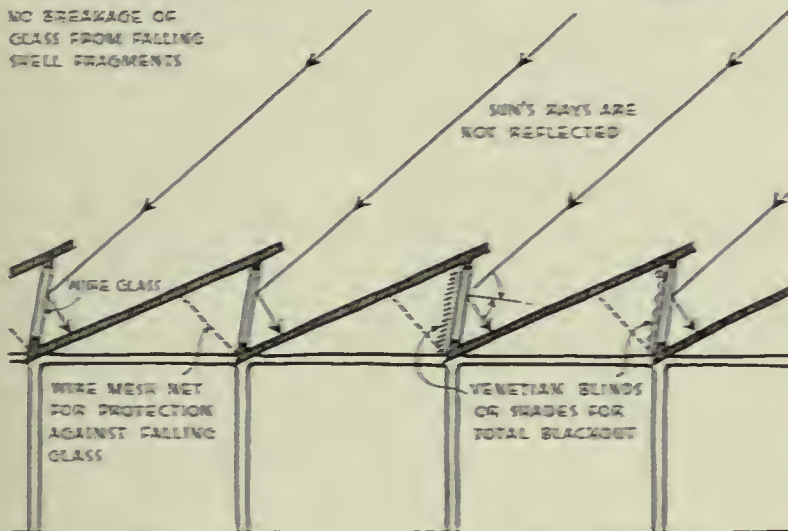 NO BREAKAGE OF
GLASS FROM FALLING
SHELL FRAGMENTS
SUN'S RAYS ARE
NOT REFLECTED
WIRE GLASS
WIRE MESH NET
FOR PROTECTION
AGAINST FALLING
GLASS
VENETIAN BLINDS
OR SHADES FOR
TOTAL BLACKOUT